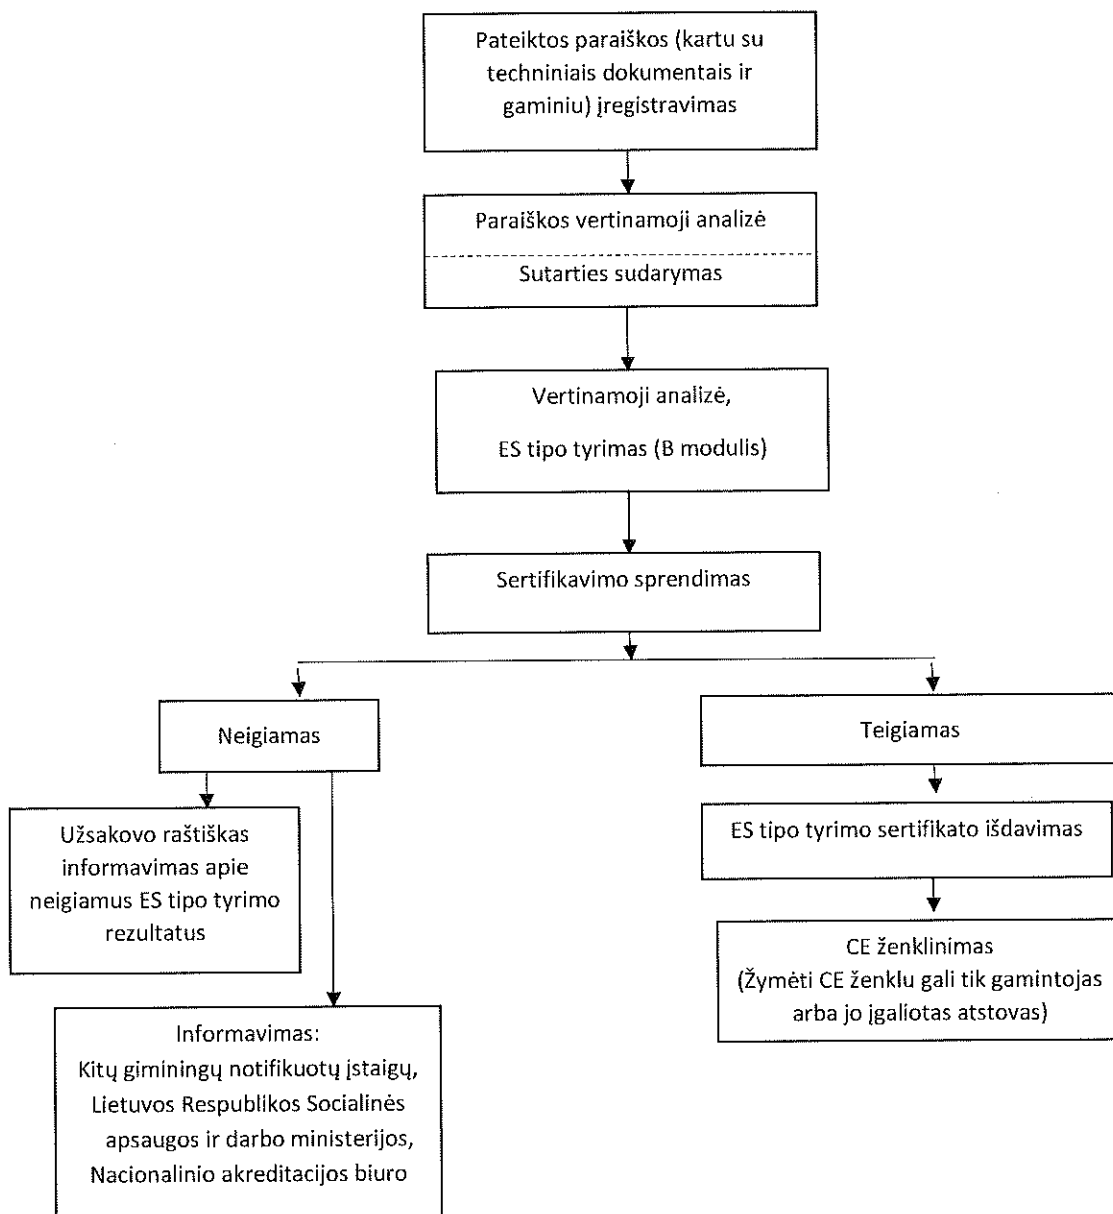 Pateiktos paraiškos (kartu su
techniniais dokumentais ir
gaminiu) įregistravimas
Paraiškos vertinamoji analizė
Sutarties sudarymas
Vertinamoji analizė,
ES tipo tyrimas (B modulis)
Sertifikavimo sprendimas
Neigiamas
Teigiamas
Užsakovo raštiškas
informavimas apie
neigiamus ES tipo tyrimo
rezultatus
ES tipo tyrimo sertifikato išdavimas
CE ženklinimas
(Žymėti CE ženklu gali tik gamintojas
arba jo įgaliotas atstovas)
Informavimas:
Kitų giminingų notifikuotų įstaigų,
Lietuvos Respublikos Socialinės
apsaugos ir darbo ministerijos,
Nacionalinio akreditacijos biuro